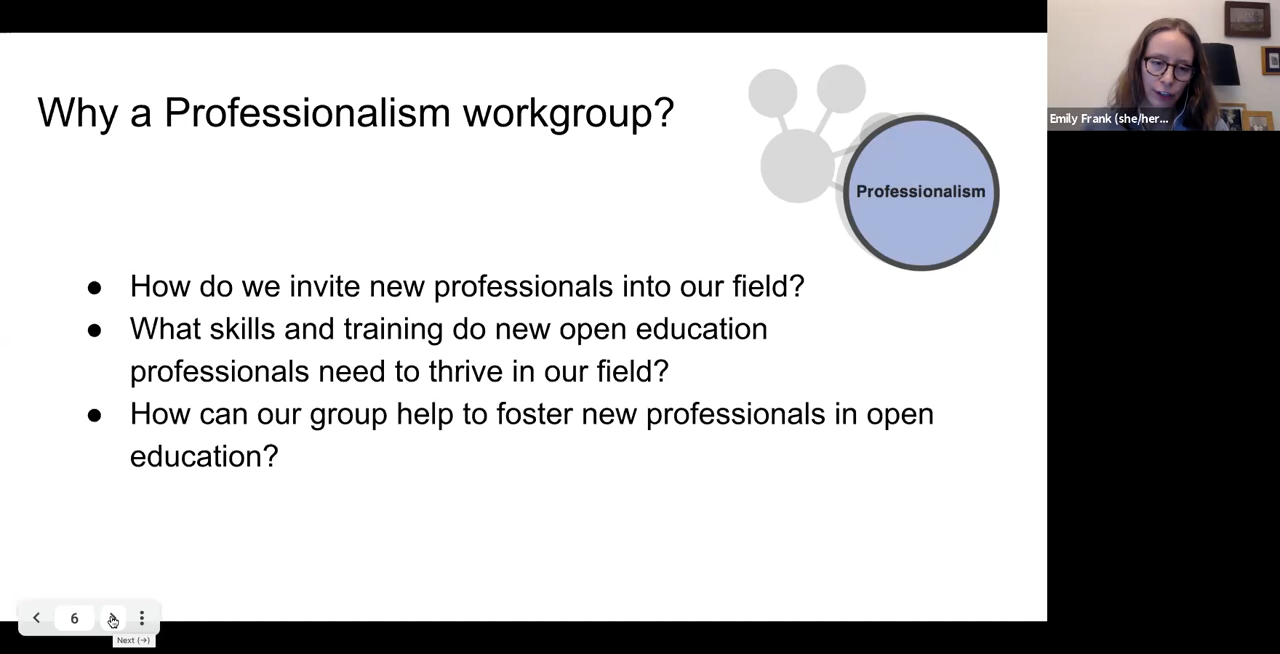 Why a Professionalism workgroup?
Professionalism
Emily Frank (she/her...
● How do we invite new professionals into our field?
● What skills and training do new open education
professionals need to thrive in our field?
● How can our group help to foster new professionals in open
education?
6
Next (→)